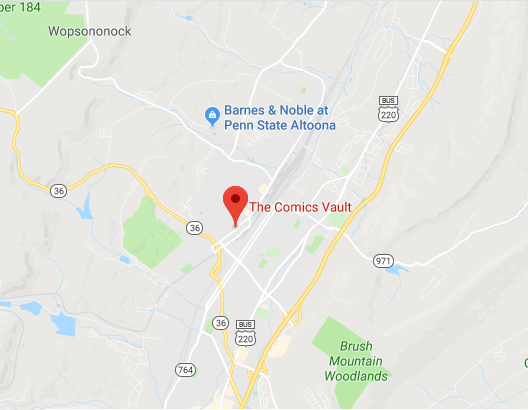 per 184
Wopsononock
BUS
220
Barnes & Noble at
Penn State Altoona
36
The Comics Vault
36
971
36
BUS
220
Brush
Mountain
Woodlands
764